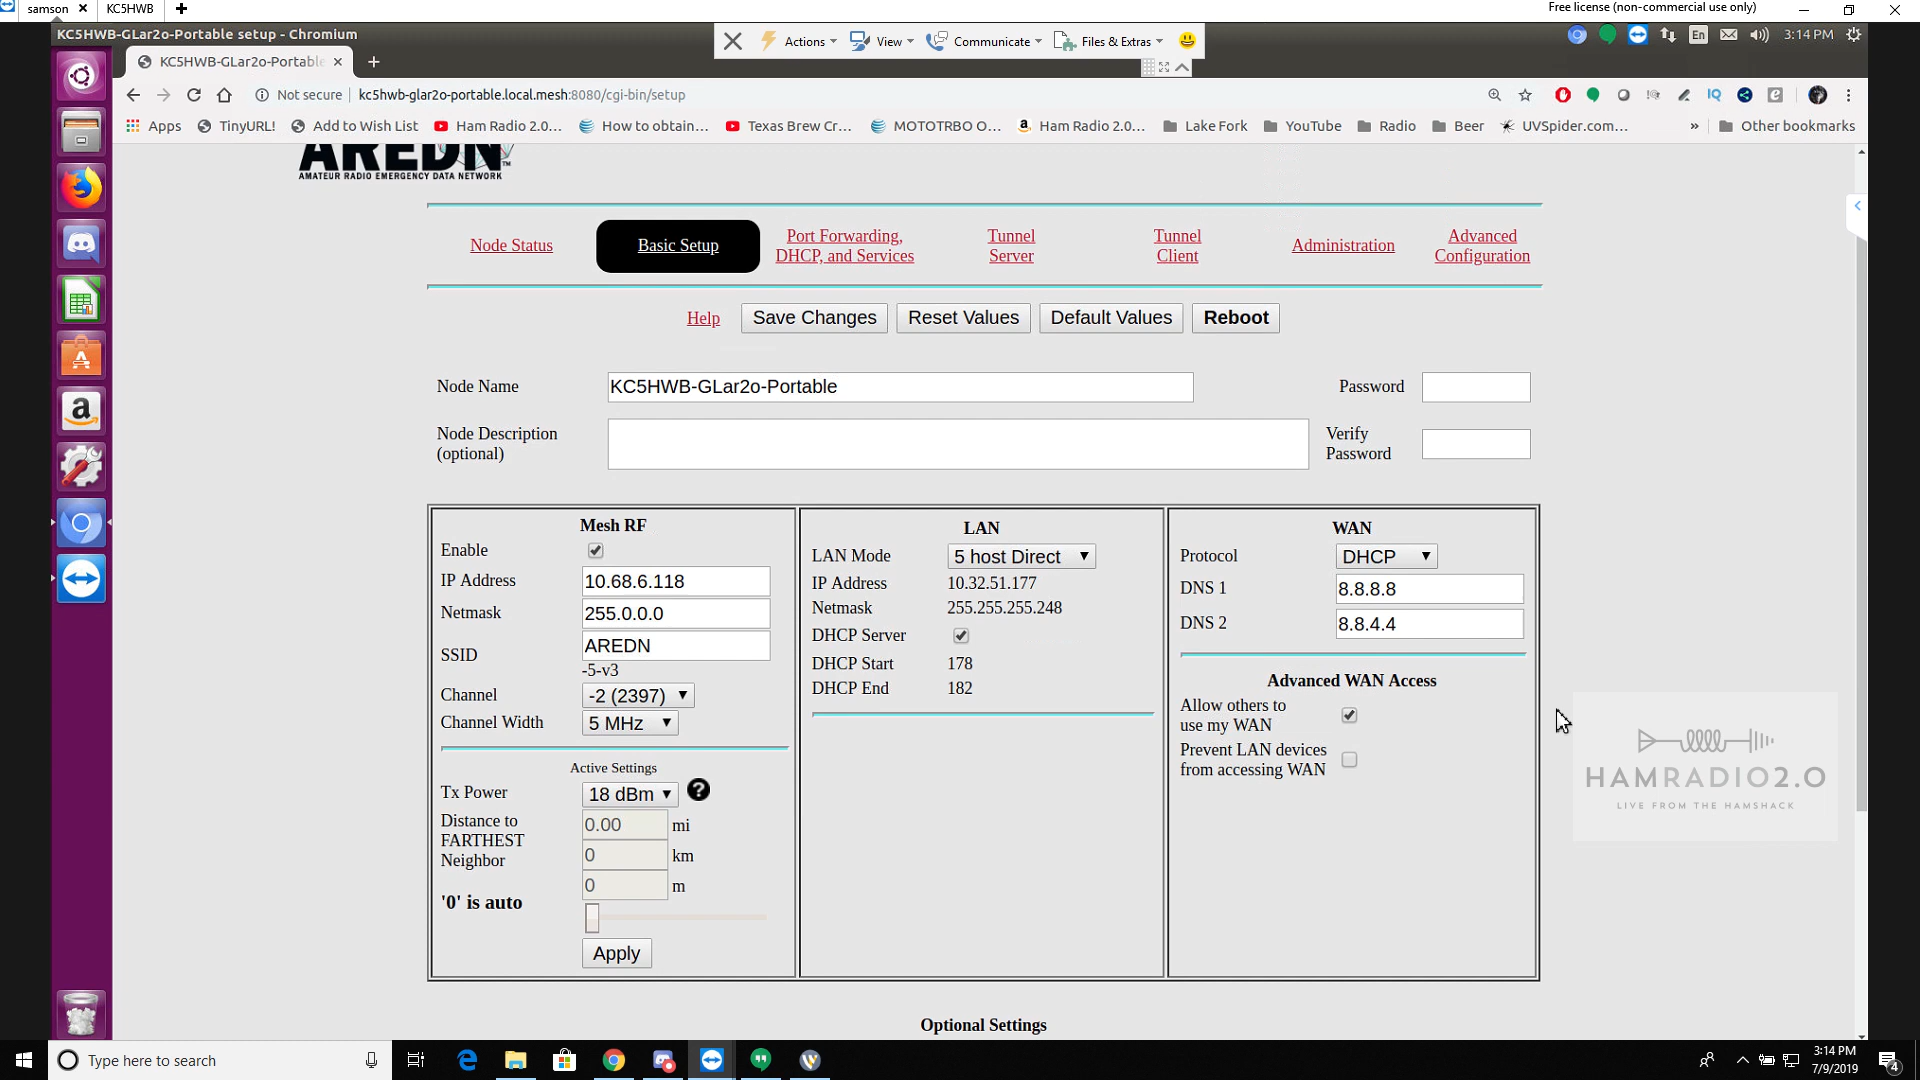 samson
KC5HWB
Free license (non-commercial use only)
KC5HWB-GLar2o-Portable setup - Chromium
Actions
View
Communicate
Files & Extras
En
3:14 PM
KC5HWB-GLar2o-Portable
Not secure
kc5hwb-glar2o-portable.local.mesh:8080/cgi-bin/setup
Apps
TinyURL!
Add to Wish List
Ham Radio 2.0...
How to obtain...
Texas Brew Cr...
MOTOTRBO O...
Ham Radio 2.0...
Lake Fork
YouTube
Radio
Beer
UVSpider.com...
»
Other bookmarks
AREDN
TM
AMATEUR RADIO EMERGENCY DATA NETWORK
Node Status
Basic Setup
Port Forwarding,
DHCP, and Services
Tunnel
Server
Tunnel
Client
Administration
Advanced
Configuration
Help
Save Changes
Reset Values
Default Values
Reboot
Node Name
KC5HWB-GLar2o-Portable
Password
Node Description
(optional)
Verify
Password
Mesh RF
Enable
IP Address
10.68.6.118
Netmask
255.0.0.0
SSID
AREDN
-5-v3
Channel
-2 (2397)
Channel Width
5 MHz
Active Settings
Tx Power
18 dBm
?
Distance to
FARTHEST
Neighbor
0.00 mi
0 km
0 m
'0' is auto
Apply
LAN
LAN Mode
5 host Direct
IP Address
10.32.51.177
Netmask
255.255.255.248
DHCP Server
DHCP Start
178
DHCP End
182
WAN
Protocol
DHCP
DNS 1
8.8.8.8
DNS 2
8.8.4.4
Advanced WAN Access
Allow others to
use my WAN
Prevent LAN devices
from accessing WAN
HAMRADIO2.0
LIVE FROM THE HAMSHACK
Optional Settings
Type here to search
3:14 PM
7/9/2019
4